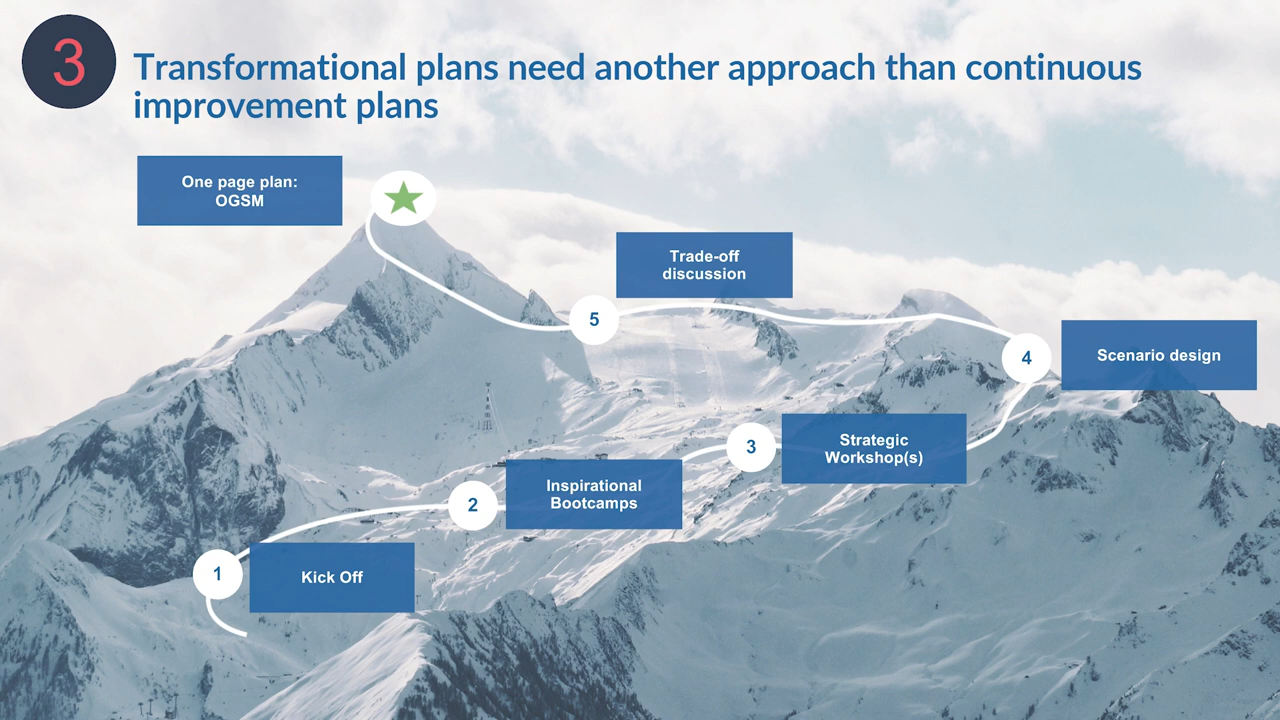 3
Transformational plans need another approach than continuous
improvement plans
One page plan:
OGSM
Trade-off
discussion
5
4
Scenario design
Strategic
Workshop(s)
3
Inspirational
Bootcamps
2
1
Kick Off